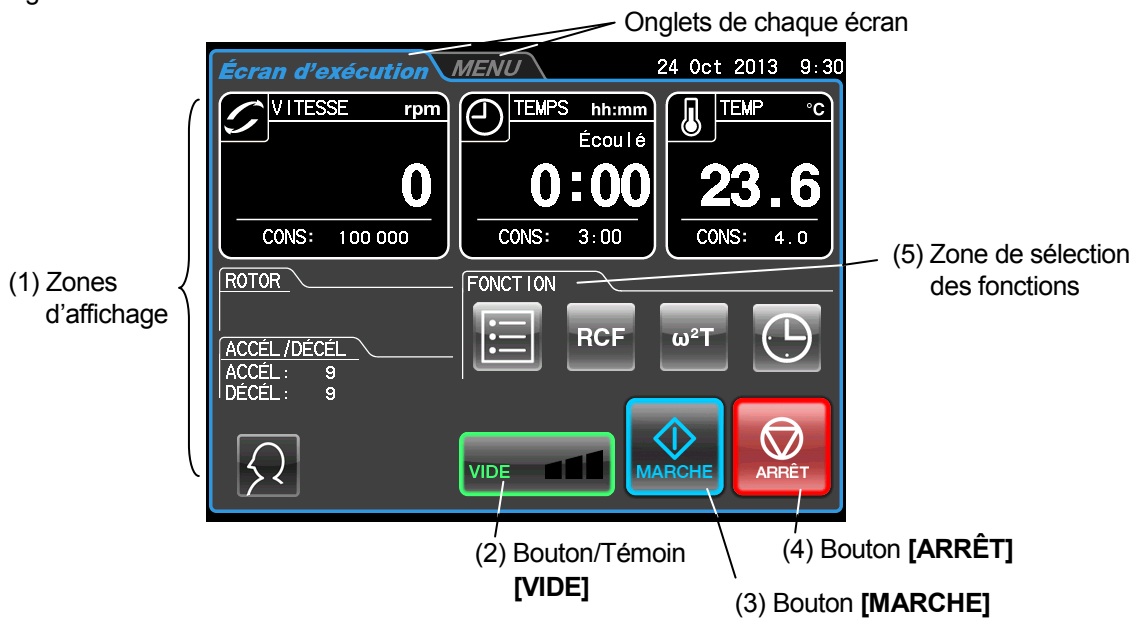 Onglets de chaque écran
Écran d'exécution MENU 24 Oct 2013 9:30
VITESSE rpm
0
CONS: 100 000
TEMPS hh:mm
Écoulé
0:00
CONS: 3:00
TEMP °C
23.6
CONS: 4.0
(1) Zones
d'affichage
ROTOR
ACCÉL/DÉCÉL
ACCÉL: 9
DÉCÉL: 9
FONCTION
RCF ω²T
(5) Zone de sélection
des fonctions
VIDE
MARCHE
ARRÊT
(2) Bouton/Témoin
[VIDE]
(4) Bouton [ARRÊT]
(3) Bouton [MARCHE]